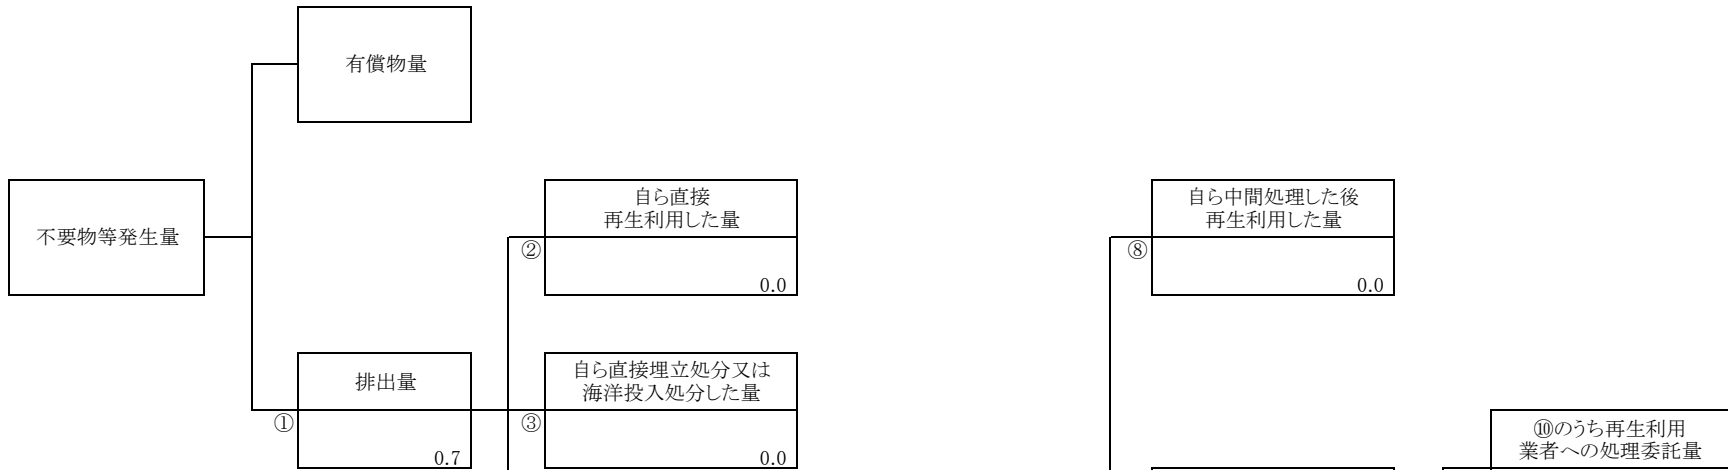 有償物量
不要物等発生量
自ら直接
再生利用した量
②
0.0
自ら中間処理した後
再生利用した量
⑧
0.0
排出量
①
0.7
自ら直接埋立処分又は
海洋投入処分した量
③
0.0
⑩のうち再生利用
業者への処理委託量